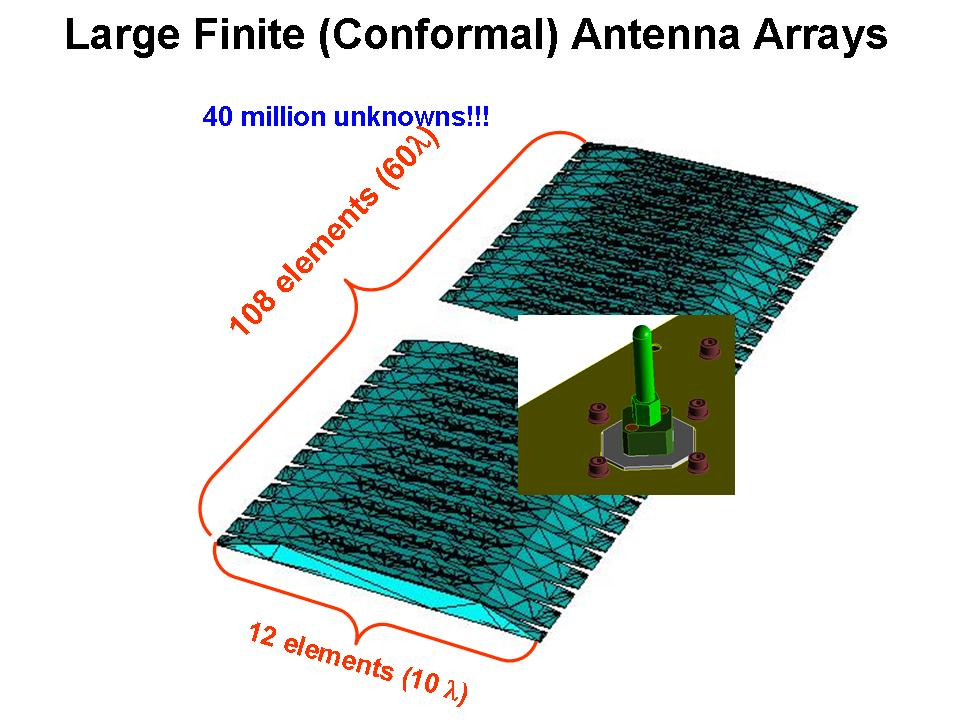 Large Finite (Conformal) Antenna Arrays
40 million unknowns!!!
108 elements (60λ)
12 elements (10 λ)